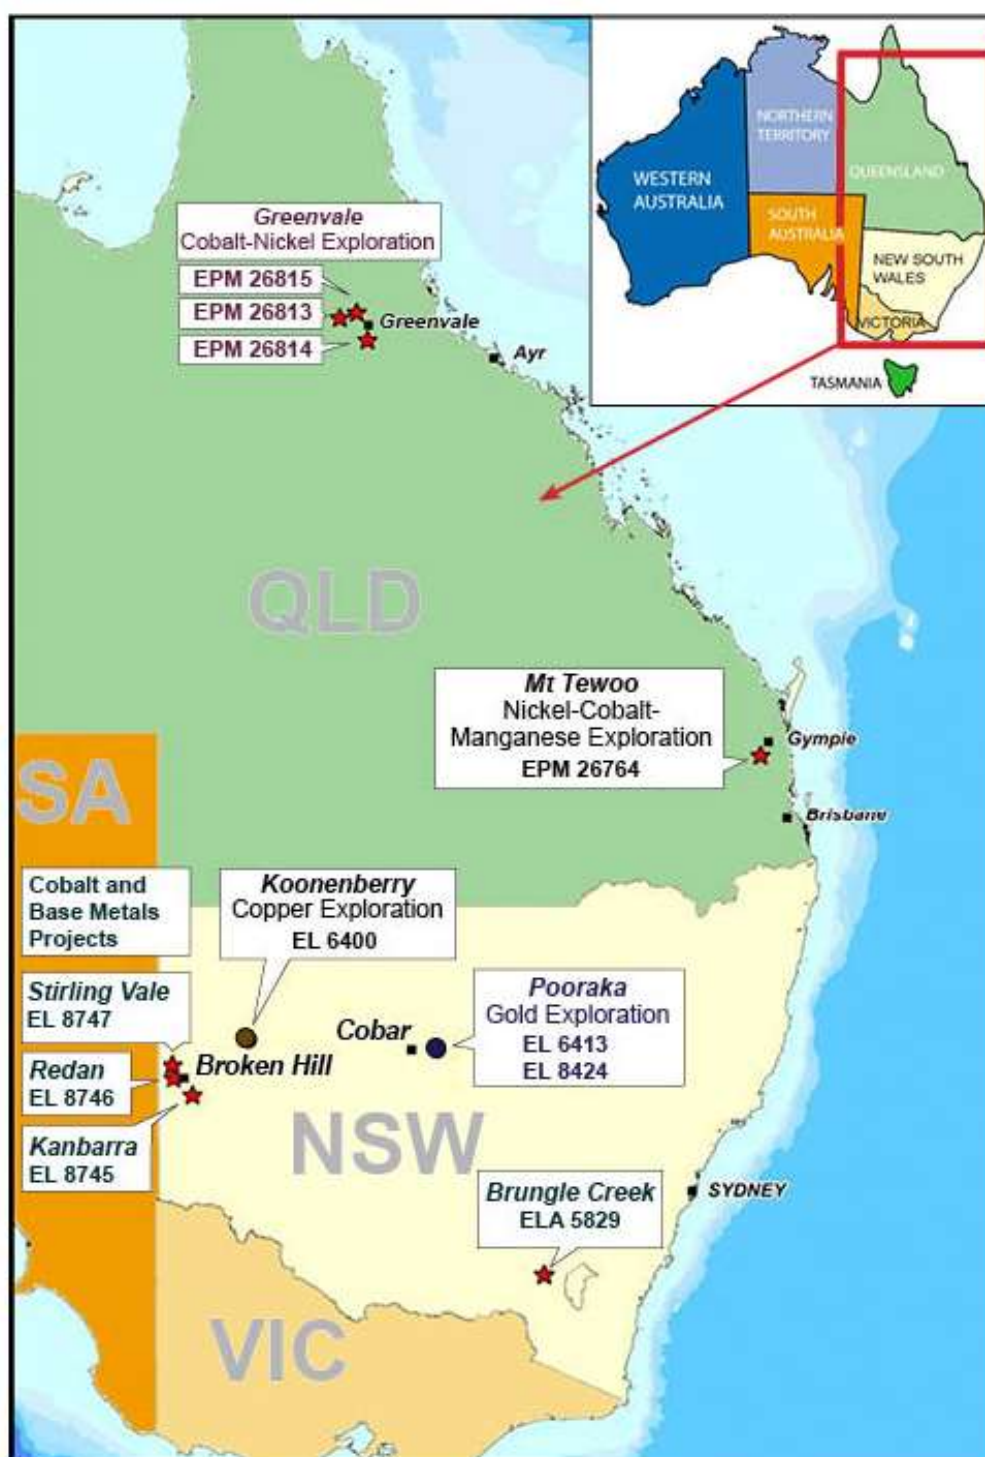 NORTHERN
TERRITORY
WESTERN
AUSTRALIA
QUEENSLAND
SOUTH
AUSTRALIA
NEW SOUTH
WALES
VICTORIA
TASMANIA
Greenvale
Cobalt-Nickel Exploration
EPM 26815
EPM 26813
EPM 26814
Greenvale
Ayr
QLD
Mt Tewoo
Nickel-Cobalt-
Manganese Exploration
EPM 26764
Gympie
Brisbane
SA
Cobalt and
Base Metals
Projects
Koonenberry
Copper Exploration
EL 6400
Stirling Vale
EL 8747
Pooraka
Gold Exploration
EL 6413
EL 8424
Cobar
Broken Hill
Redan
EL 8746
Kanbarra
EL 8745
NSW
Brungle Creek
ELA 5829
SYDNEY
VIC